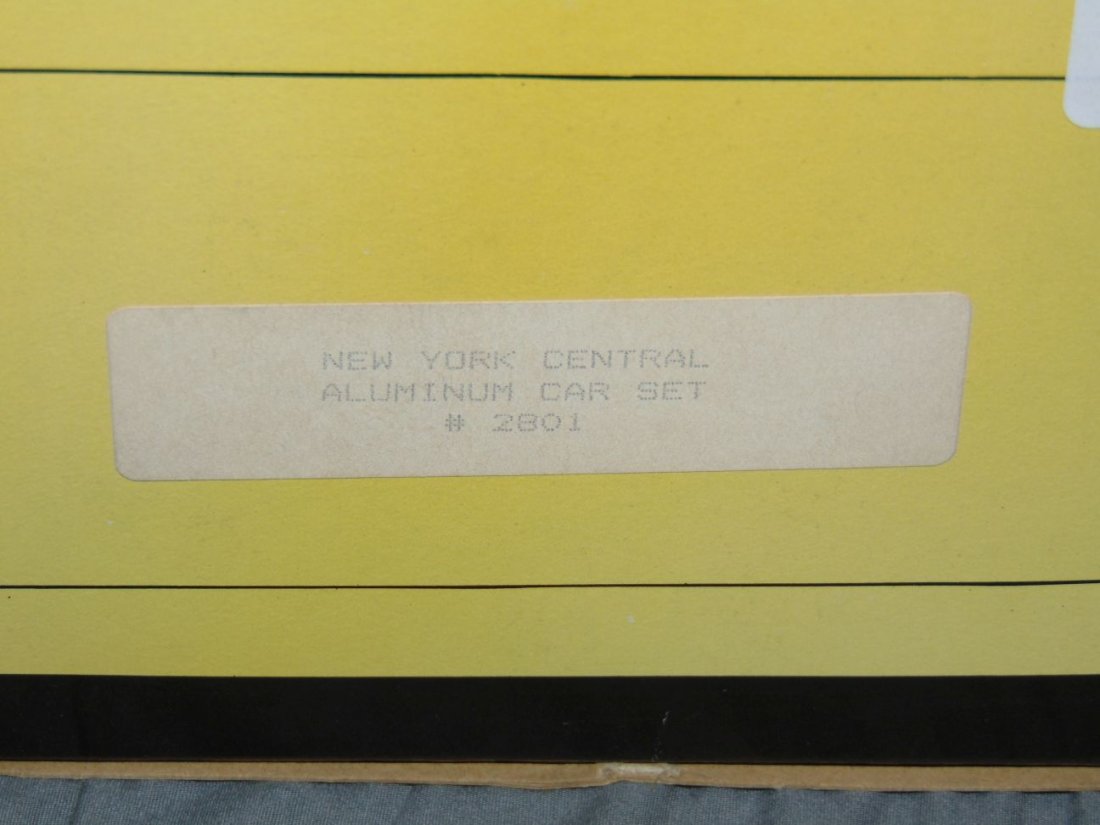 NEW YORK CENTRAL
ALUMINUM CAR SET
# 2801